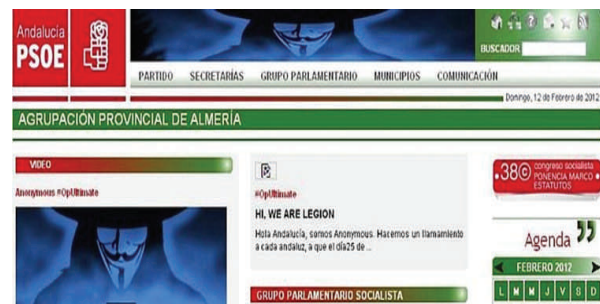 Andalucía
PSOE
BUSCADOR
PARTIDO SECRETARÍAS GRUPO PARLAMENTARIO MUNICIPIOS COMUNICACIÓN
Domingo, 12 de Febrero de 2012
AGRUPACIÓN PROVINCIAL DE ALMERÍA
VIDEO
Anonymous #OpUltimate
#OpUltimate
HI, WE ARE LEGION
Hola Andalucía, somos Anonymous. Hacemos un llamamiento
a cada andaluz, a que el día25 de ...
GRUPO PARLAMENTARIO SOCIALISTA
38 congreso socialista
PONENCIA MARCO
ESTATUTOS
Agenda
FEBRERO 2012
L M M J V S D